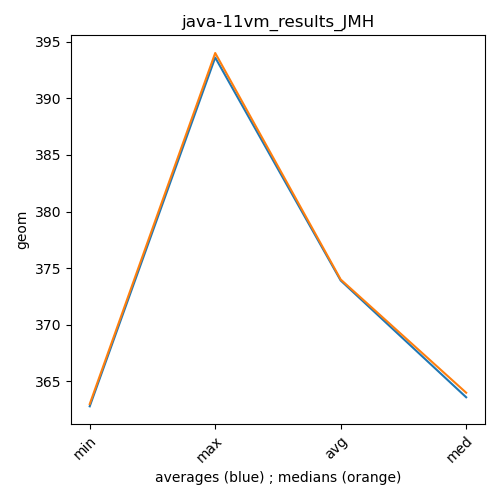 java-11vm_results_JMH
395
390
385
380
375
370
365
geom
min
max
avg
med
averages (blue) ; medians (orange)